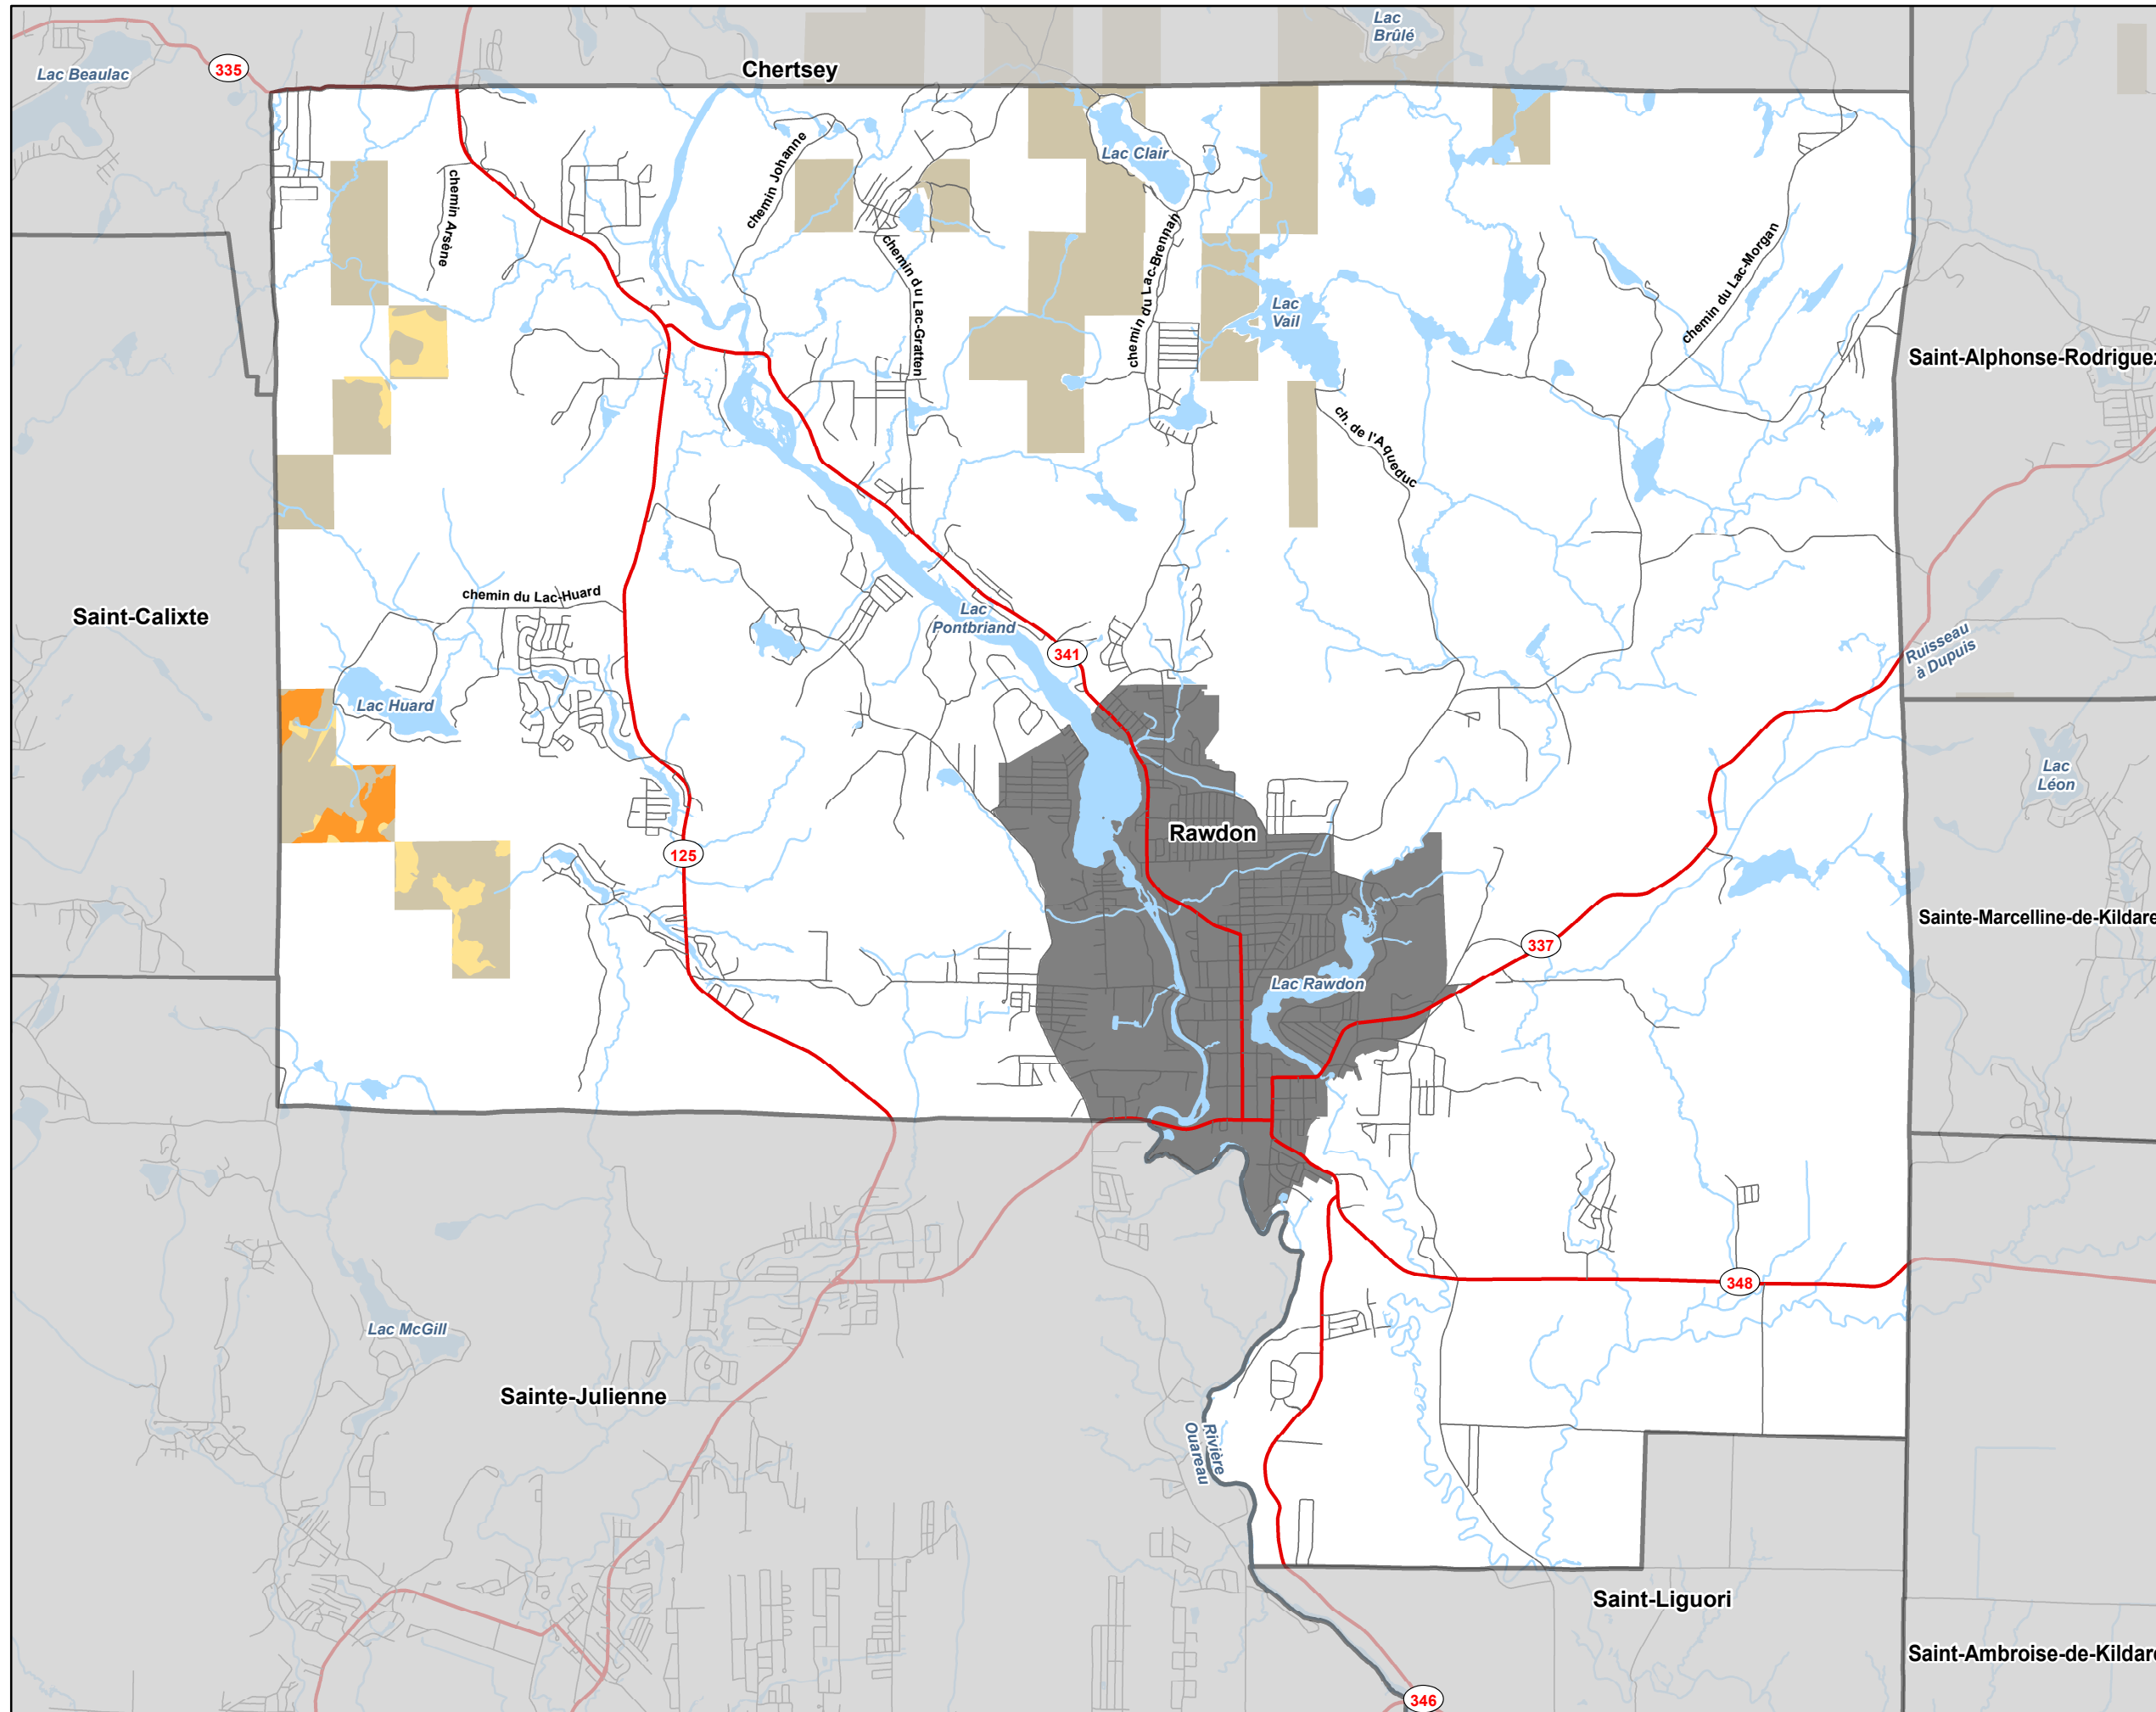 Lac
Brûlé
Lac Beaulac
335
Chertsey
Lac Clair
chemin Johanne
chemin Arsène
chemin du Lac-Gratten
chemin du Lac-Brennan
chemin du Lac-Morgan
Lac
Vail
Saint-Alphonse-Rodriguez
ch. de l'Aqueduc
chemin du Lac-Huard
Saint-Calixte
Lac
Pontbriand
341
Ruisseau
à Dupuis
Lac Huard
Lac
Léon
Rawdon
125
Sainte-Marcelline-de-Kildare
337
Lac Rawdon
348
Lac McGill
Sainte-Julienne
Rivière
Ouareau
Saint-Liguori
Saint-Ambroise-de-Kildare
346